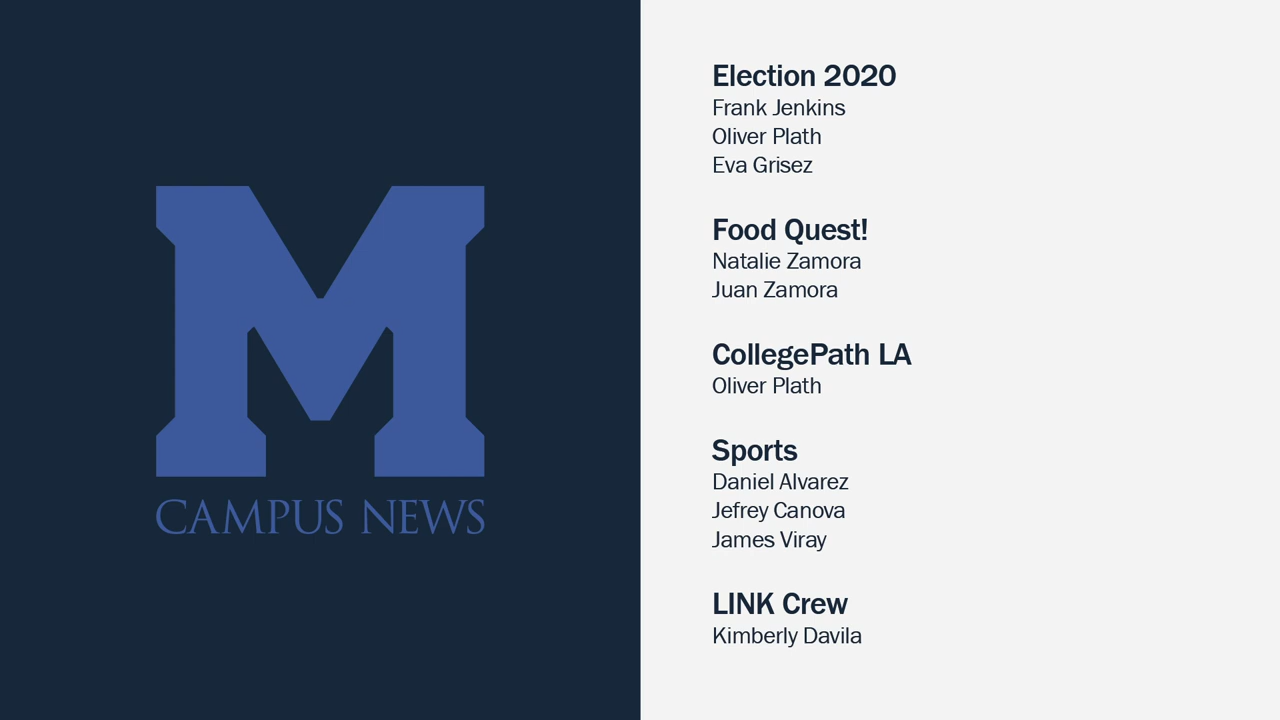 M
CAMPUS NEWS
Election 2020
Frank Jenkins
Oliver Plath
Eva Grisez
Food Quest!
Natalie Zamora
Juan Zamora
CollegePath LA
Oliver Plath
Sports
Daniel Alvarez
Jefrey Canova
James Viray
LINK Crew
Kimberly Davila